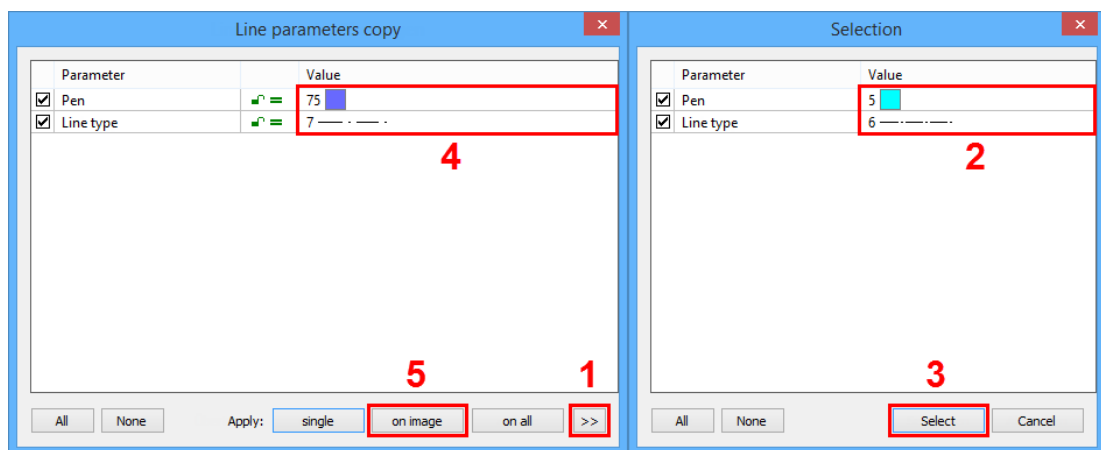 Line parameters copy
Parameter Value
Pen 75
Line type 7
4
5
1
All None Apply: single on image on all >>
Selection
Parameter Value
Pen 5
Line type 6
2
3
All None Select Cancel